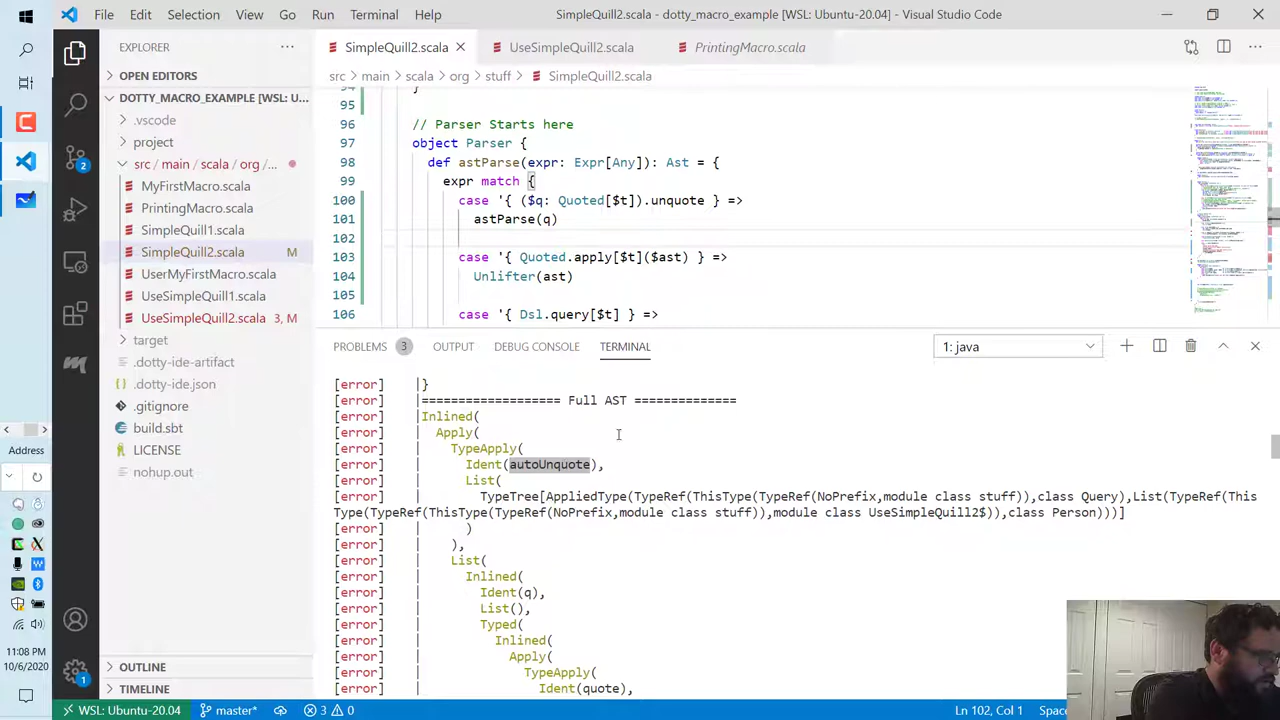 File Edit Selection View Go Run Terminal Help
SimpleQuill2.scala - dotty_macro_example [WSL: Ubuntu-20.04] - Visual Studio Code
EXPLORER
SimpleQuill2.scala
UseSimpleQuill2.scala
PrintingMacro.scala
src > main > scala > org > stuff > SimpleQuill2.scala
OPEN EDITORS
DOTTY_MACRO_EXAMPLE [WSL: U...
.vscode
project
src / main / scala / org / ...
MyFirstMacro.scala
PrintingMacro.scala
SimpleQuill1.scala
SimpleQuill2.scala M
UserMyFirstMacro.scala
UseSimpleQuill1.scala
UseSimpleQuill2.scala 3, M
target
.dotty-ide-artifact
.dotty-ide.json
.gitignore
build.sbt
LICENSE
nohup.out
OUTLINE
TIMELINE
94 }
95
96 here
97 object Parser
98 def Expr[Any]): Ast = {
99 expr match
100 case Quoted[$t]).unquote } =>
101
102
103 case ($ast) } =>
104 (ast)
105
106 case '{ Dsl.query[$t] } =>
PROBLEMS 3 OUTPUT DEBUG CONSOLE TERMINAL
1: java
[error] |}
[error] |=================== Full AST ==============
[error] |Inlined(
[error] | Apply(
[error] | TypeApply(
[error] | Ident(autoUnquote),
[error] | List(
[error] | TypeTree[AppliedType(TypeRef(ThisType(TypeRef(NoPrefix,module class stuff)),class Query),List(TypeRef(This
Type(TypeRef(ThisType(TypeRef(NoPrefix,module class stuff)),module class UseSimpleQuill2$)),class Person)))]
[error] | )
[error] | ),
[error] | List(
[error] | Inlined(
[error] | Ident(q),
[error] | List(),
[error] | Typed(
[error] | Inlined(
[error] | Apply(
[error] | TypeApply(
[error] | Ident(quote),
Address
11:08 PM
10/6/2020
2
1
WSL: Ubuntu-20.04 master* 3 0
Ln 102, Col 1